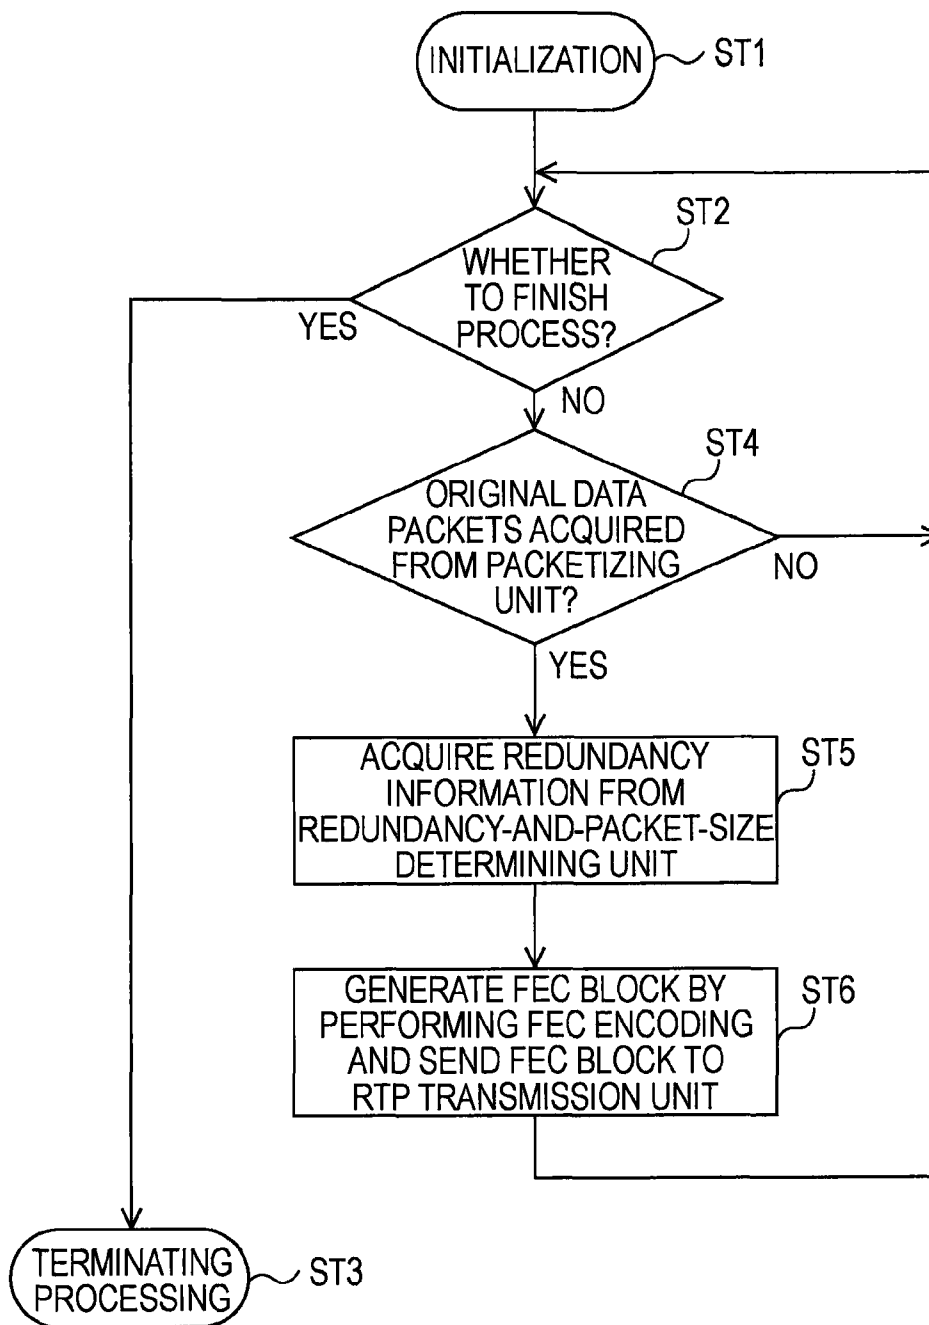 INITIALIZATION
ST1
ST2
WHETHER
TO FINISH
PROCESS?
YES
NO
ST4
ORIGINAL DATA
PACKETS ACQUIRED
FROM PACKETIZING
UNIT?
NO
YES
ST5
ACQUIRE REDUNDANCY
INFORMATION FROM
REDUNDANCY-AND-PACKET-SIZE
DETERMINING UNIT
ST6
GENERATE FEC BLOCK BY
PERFORMING FEC ENCODING
AND SEND FEC BLOCK TO
RTP TRANSMISSION UNIT
TERMINATING
PROCESSING
ST3